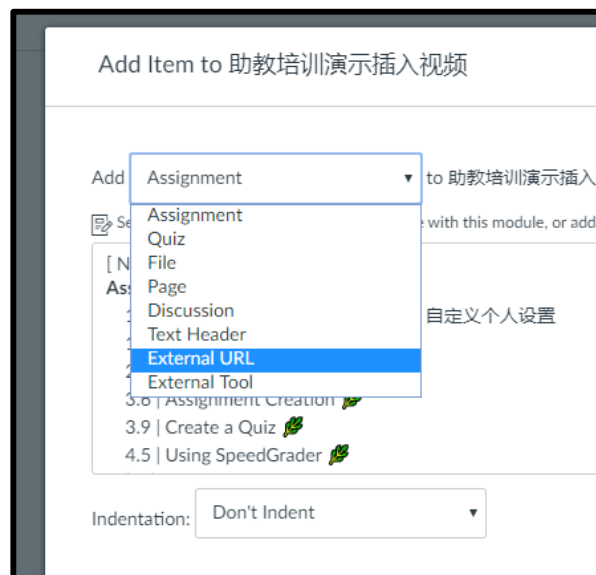 Add Item to 助教培训演示插入视频
Add Assignment to 助教培训演示插入
Se with this module, or add
Assignment
Quiz
File
Page
Discussion
Text Header
External URL
External Tool
[ N
Ass
自定义个人设置
3.6 | Assignment Creation
3.9 | Create a Quiz
4.5 | Using SpeedGrader
Indentation: Don't Indent